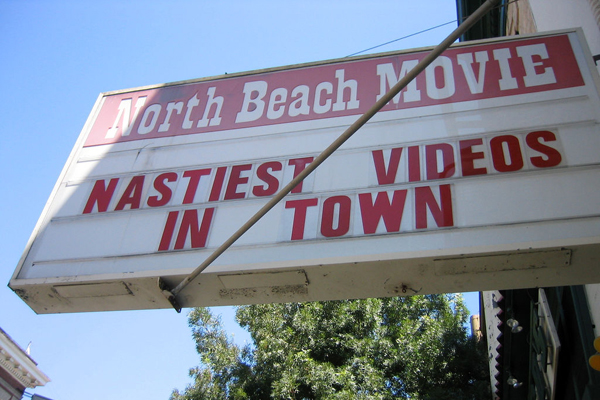 North Beach MOVIE
NASTIEST VIDEOS
IN TOWN